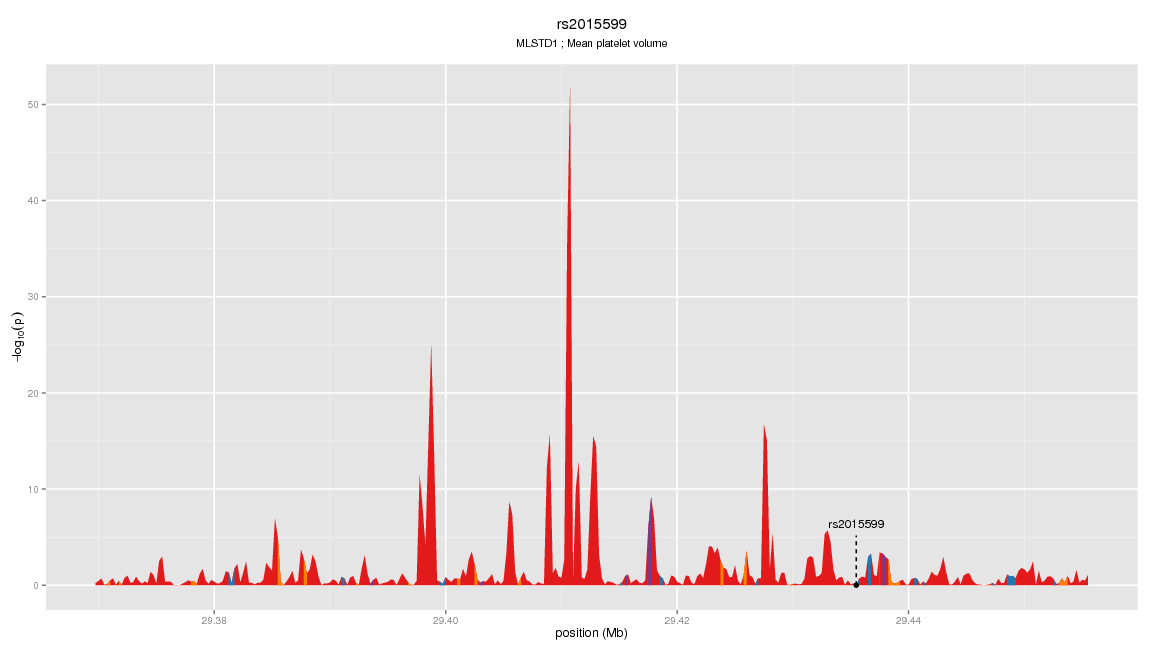 rs2015599
MLSTD1 ; Mean platelet volume
50
40
30
20
10
0
−log10(p)
rs2015599
29.38
29.40
29.42
29.44
position (Mb)